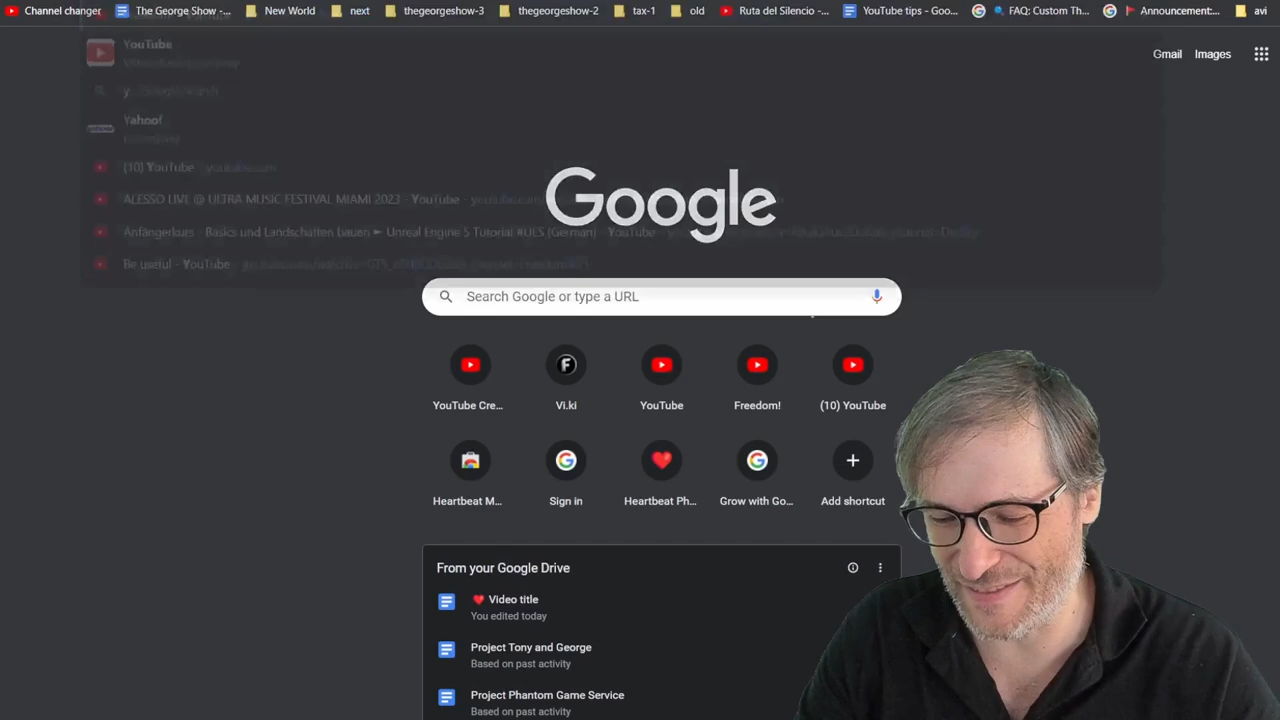 Channel changer
The George Show -...
New World
next
thegeorgeshow-3
thegeorgeshow-2
tax-1
old
Ruta del Silencio -...
YouTube tips - Goo...
FAQ: Custom Th...
Announcement:...
avi
YouTube
Gmail
Images
y
Yahoo!
(10) YouTube - youtube.com
ALESSO LIVE @ ULTRA MUSIC FESTIVAL MIAMI 2023 - YouTube
Anfängerkurs - Basics und Landschaften bauen ► Unreal Engine 5 Tutorial #UE5 (German) - YouTube
Be useful - YouTube
Google
Search Google or type a URL
YouTube Cre...
Vi.ki
YouTube
Freedom!
(10) YouTube
Heartbeat M...
Sign in
Heartbeat Ph...
Grow with Go...
Add shortcut
From your Google Drive
Video title
You edited today
Project Tony and George
Based on past activity
Project Phantom Game Service
Based on past activity